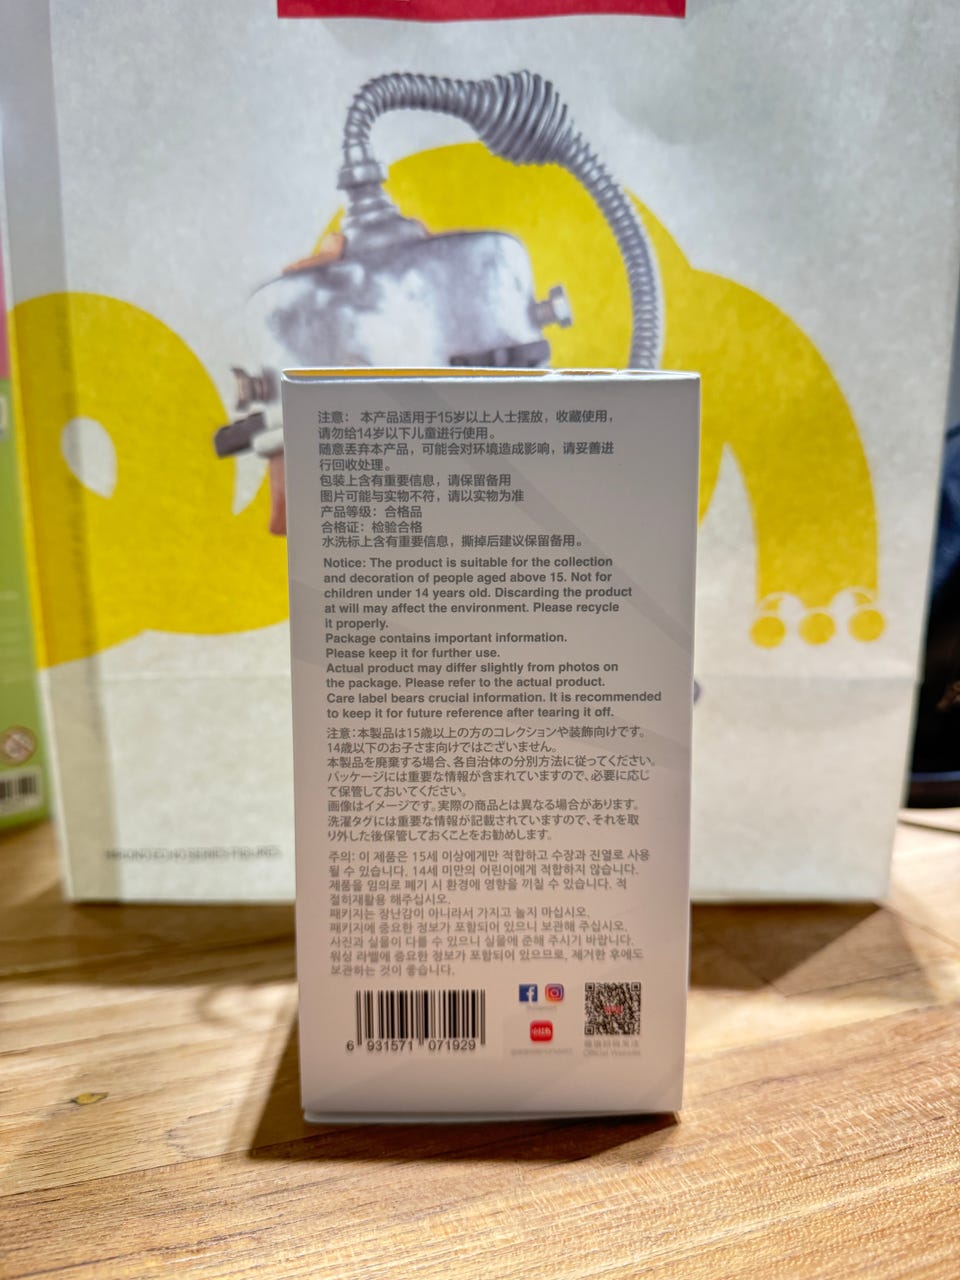 注意： 本产品适用于15岁以上人士摆放，收藏使用，
请勿给14岁以下儿童进行使用。
随意丢弃本产品，可能会对环境造成影响，请妥善进
行回收处理。
包装上含有重要信息，请保留备用
图片可能与实物不符，请以实物为准
产品等级：合格品
合格证：检验合格
水洗标上含有重要信息，撕掉后建议保留备用。
Notice: The product is suitable for the collection
and decoration of people aged above 15. Not for
children under 14 years old. Discarding the product
at will may affect the environment. Please recycle
it properly.
Package contains important information.
Please keep it for further use.
Actual product may differ slightly from photos on
the package. Please refer to the actual product.
Care label bears crucial information. It is recommended
to keep it for future reference after tearing it off.
注意：本製品は15歳以上の方のコレクションや装飾向けです。
14歳以下のお子さま向けではございません。
本製品を廃棄する場合、各自治体の分別方法に従ってください。
パッケージには重要な情報が含まれていますので、必要に応じ
て保管しておいてください。
画像はイメージです。実際の商品とは異なる場合があります。
洗濯タグには重要な情報が記載されていますので、それを取
り外した後保管しておくことをお勧めします。
주의: 이 제품은 15세 이상에게만 적합하고 수장과 진열로 사용
될 수 있습니다. 14세 미만의 어린이에게 적합하지 않습니다.
제품을 임의로 폐기 시 환경에 영향을 끼칠 수 있습니다. 적
절히재활용 해주십시오.
패키지는 장난감이 아니라서 가지고 놀지 마십시오.
패키지에 중요한 정보가 포함되어 있으니 보관해 주십시오.
사진과 실물이 다를 수 있으니 실물에 준해 주시기 바랍니다.
워싱 라벨에 중요한 정보가 포함되어 있으므로, 제거한 후에도
보관하는 것이 좋습니다.
6 931571 071929
小红书
Official Website